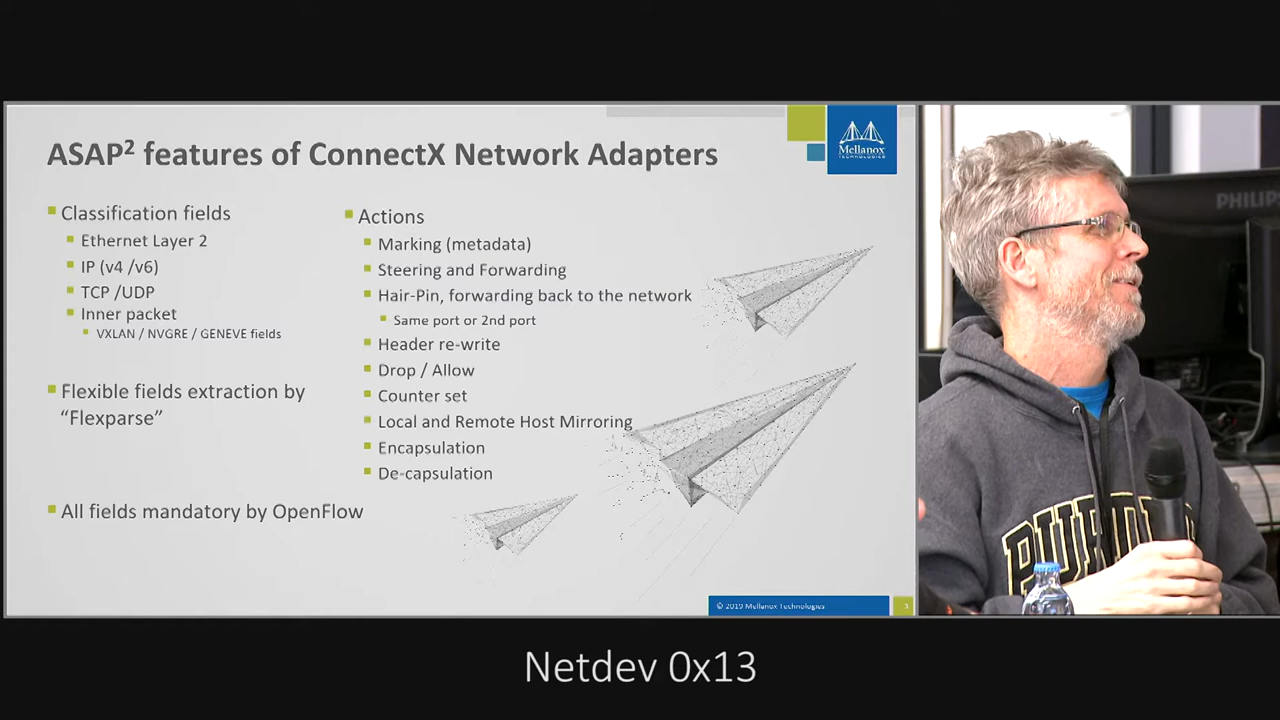 ASAP² features of ConnectX Network Adapters
Mellanox
TECHNOLOGIES
Classification fields
Ethernet Layer 2
IP (v4 /v6)
TCP /UDP
Inner packet
VXLAN / NVGRE / GENEVE fields
Flexible fields extraction by
“Flexparse”
All fields mandatory by OpenFlow
Actions
Marking (metadata)
Steering and Forwarding
Hair-Pin, forwarding back to the network
Same port or 2nd port
Header re-write
Drop / Allow
Counter set
Local and Remote Host Mirroring
Encapsulation
De-capsulation
© 2019 Mellanox Technologies
3
PHILIPS
PURDU
Netdev 0x13